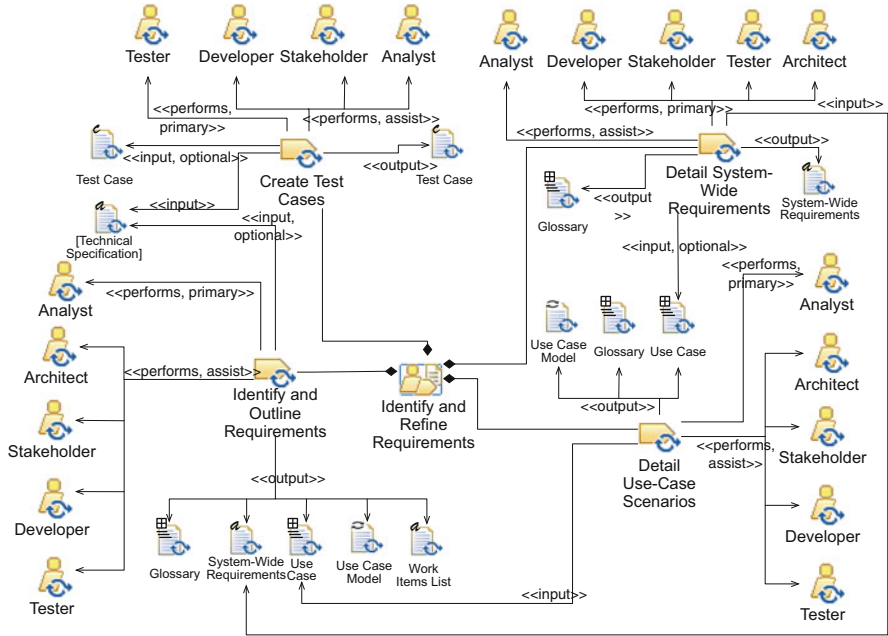 Tester
Developer
Stakeholder
Analyst
Analyst
Developer
Stakeholder
Tester
Architect
<<performs,
primary>>
<<performs, assist>>
<<performs, primary>>
<<input>>
<<performs, assist>>
<<input, optional>>
<<output>>
<<output>>
Test Case
Create Test
Cases
Test Case
Detail System-
Wide
Requirements
System-Wide
Requirements
<<input>>
<<input,
optional>>
<<output
>>
Glossary
[Technical
Specification]
<<input, optional>>
<<performs, primary>>
Analyst
<<performs,
primary>>
Analyst
Use Case
Model
Glossary
Use Case
Architect
<<performs, assist>>
Identify and
Outline
Requirements
Identify and
Refine
Requirements
<<output>>
Architect
Stakeholder
Detail
Use-Case
Scenarios
<<performs,
assist>>
Stakeholder
<<output>>
Developer
Developer
Glossary
System-Wide
Requirements
Use
Case
Use Case
Model
Work
Items List
<<input>>
Tester
Tester